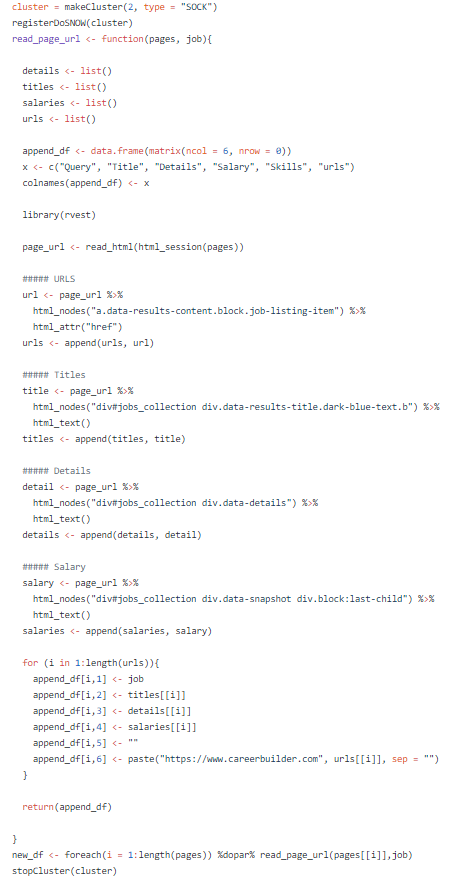 cluster = makeCluster(2, type = "SOCK")
registerDoSNOW(cluster)
read_page_url <- function(pages, job){
details <- list()
titles <- list()
salaries <- list()
urls <- list()
append_df <- data.frame(matrix(ncol = 6, nrow = 0))
x <- c("Query", "Title", "Details", "Salary", "Skills", "urls")
colnames(append_df) <- x
library(rvest)
page_url <- read_html(html_session(pages))
##### URLS
url <- page_url %>%
html_nodes("a.data-results-content.block.job-listing-item") %>%
html_attr("href")
urls <- append(urls, url)
##### Titles
title <- page_url %>%
html_nodes("div#jobs_collection div.data-results-title.dark-blue-text.b") %>%
html_text()
titles <- append(titles, title)
##### Details
detail <- page_url %>%
html_nodes("div#jobs_collection div.data-details") %>%
html_text()
details <- append(details, detail)
##### Salary
salary <- page_url %>%
html_nodes("div#jobs_collection div.data-snapshot div.block:last-child") %>%
html_text()
salaries <- append(salaries, salary)
for (i in 1:length(urls)){
append_df[i,1] <- job
append_df[i,2] <- titles[[i]]
append_df[i,3] <- details[[i]]
append_df[i,4] <- salaries[[i]]
append_df[i,5] <- ""
append_df[i,6] <- paste("https://www.careerbuilder.com", urls[[i]], sep = "")
}
return(append_df)
}
new_df <- foreach(i = 1:length(pages)) %dopar% read_page_url(pages[[i]],job)
stopCluster(cluster)